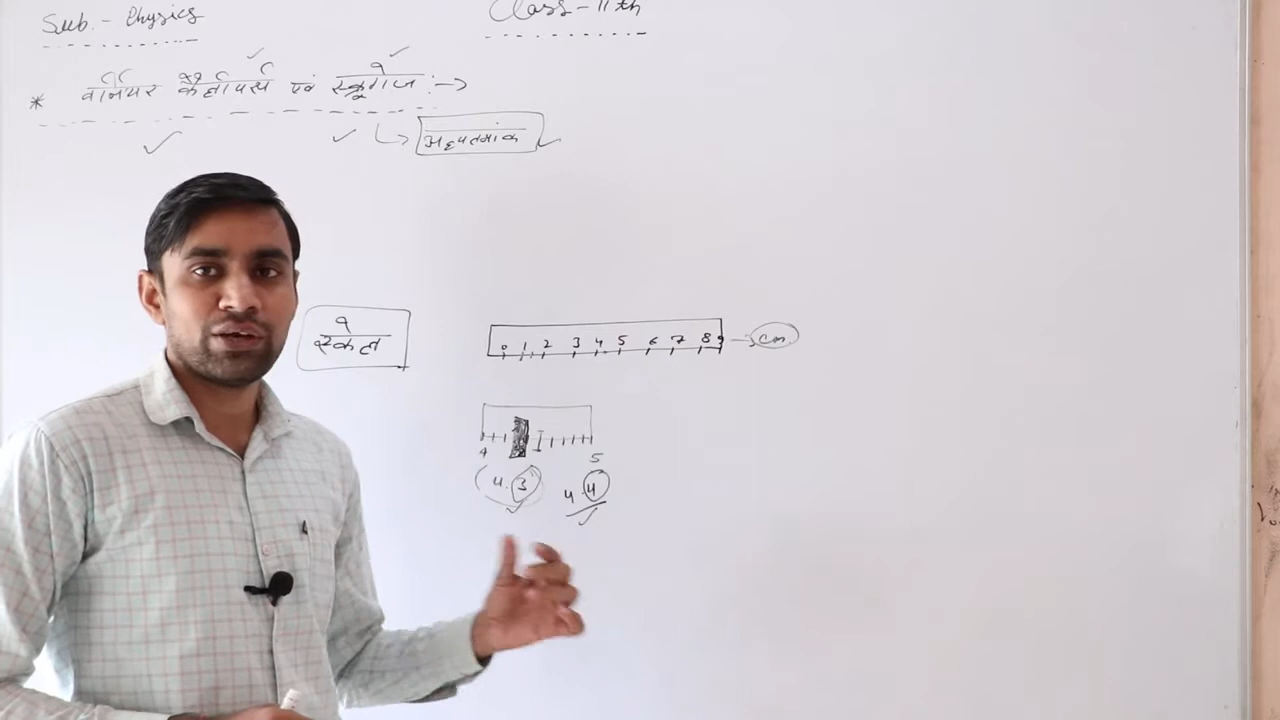 Sub.- Physics
Class-11th
* वर्नियर कैलीपर्स एवं स्क्रूगेज :→
अल्पतमांक
स्केल
0 1 2 3 4 5 6 7 8 9 → cm
4 5
4.3 4.4